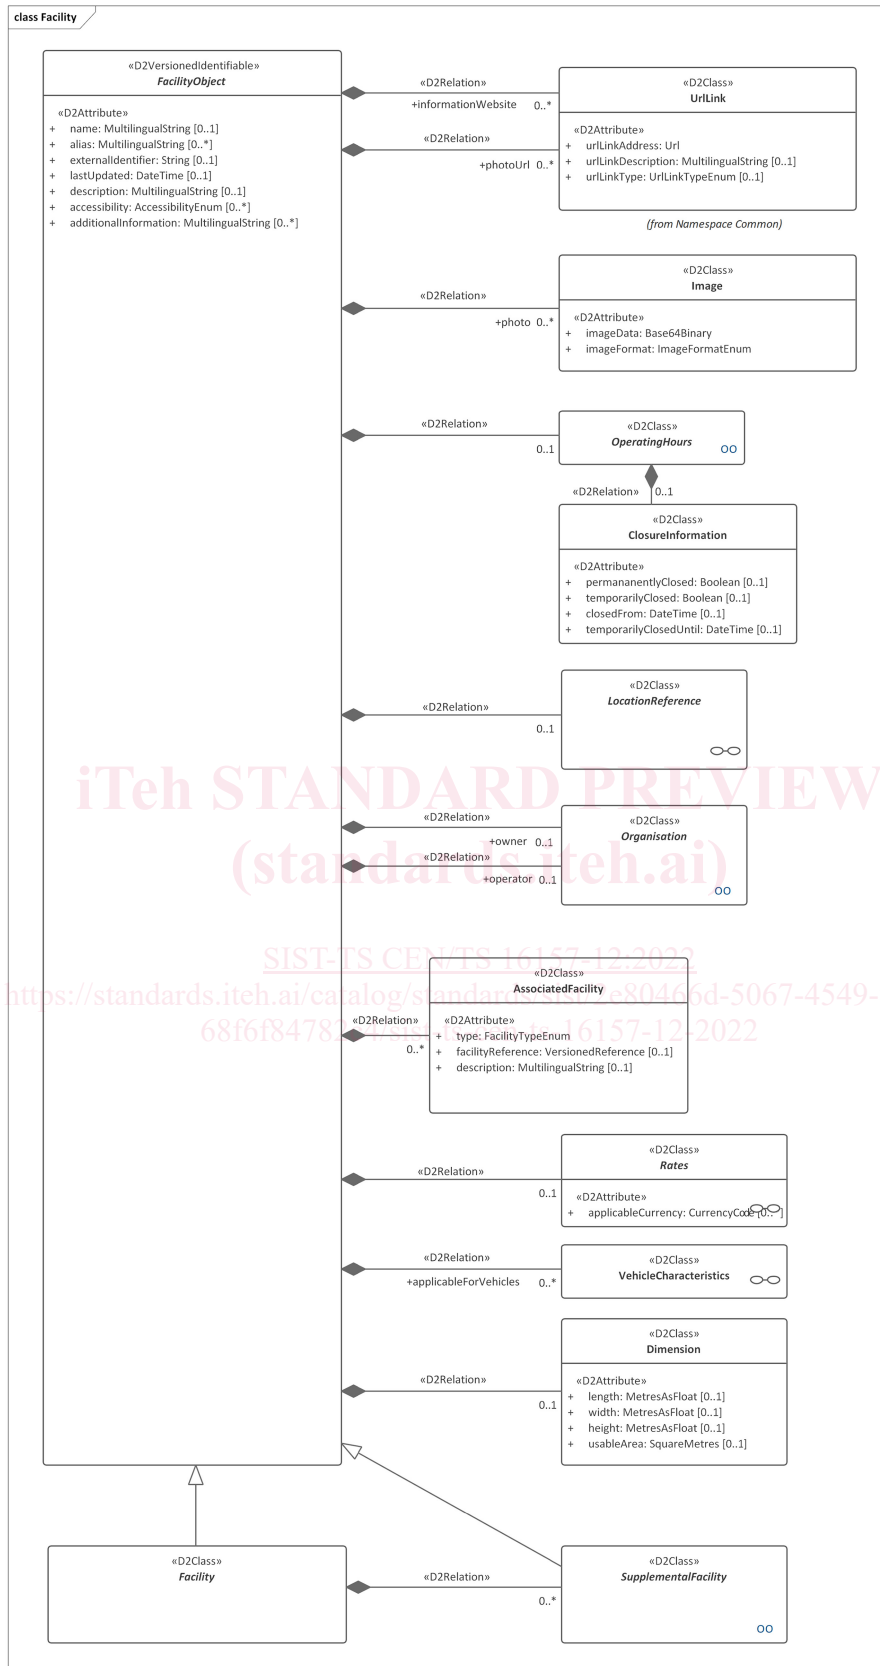 class Facility
«D2VersionedIdentifiable»
FacilityObject
«D2Attribute»
+ name: MultilingualString [0..1]
+ alias: MultilingualString [0..*]
+ externalIdentifier: String [0..1]
+ lastUpdated: DateTime [0..1]
+ description: MultilingualString [0..1]
+ accessibility: AccessibilityEnum [0..*]
+ additionalInformation: MultilingualString [0..*]
«D2Relation»
+informationWebsite 0..*
«D2Relation»
+photoUrl 0..*
«D2Class»
UrlLink
«D2Attribute»
+ urlLinkAddress: Url
+ urlLinkDescription: MultilingualString [0..1]
+ urlLinkType: UrlLinkTypeEnum [0..1]
(from Namespace Common)
«D2Relation»
+photo 0..*
«D2Class»
Image
«D2Attribute»
+ imageData: Base64Binary
+ imageFormat: ImageFormatEnum
«D2Relation»
0..1
«D2Class»
OperatingHours
«D2Relation» 0..1
«D2Class»
ClosureInformation
«D2Attribute»
+ permananentlyClosed: Boolean [0..1]
+ temporarilyClosed: Boolean [0..1]
+ closedFrom: DateTime [0..1]
+ temporarilyClosedUntil: DateTime [0..1]
«D2Relation»
0..1
«D2Class»
LocationReference
iTeh STANDARD PREVIEW
(standards.iteh.ai)
«D2Relation»
+owner 0..1
«D2Relation»
+operator 0..1
«D2Class»
Organisation
SIST-TS CEN/TS 16157-12:2022
«D2Relation»
0..*
«D2Class»
AssociatedFacility
«D2Attribute»
+ type: FacilityTypeEnum
+ facilityReference: VersionedReference [0..1]
+ description: MultilingualString [0..1]
«D2Relation»
0..1
«D2Class»
Rates
«D2Attribute»
+ applicableCurrency: CurrencyCode [0..*]
«D2Relation»
+applicableForVehicles 0..*
«D2Class»
VehicleCharacteristics
«D2Relation»
0..1
«D2Class»
Dimension
«D2Attribute»
+ length: MetresAsFloat [0..1]
+ width: MetresAsFloat [0..1]
+ height: MetresAsFloat [0..1]
+ usableArea: SquareMetres [0..1]
«D2Class»
Facility
«D2Relation»
0..*
«D2Class»
SupplementalFacility